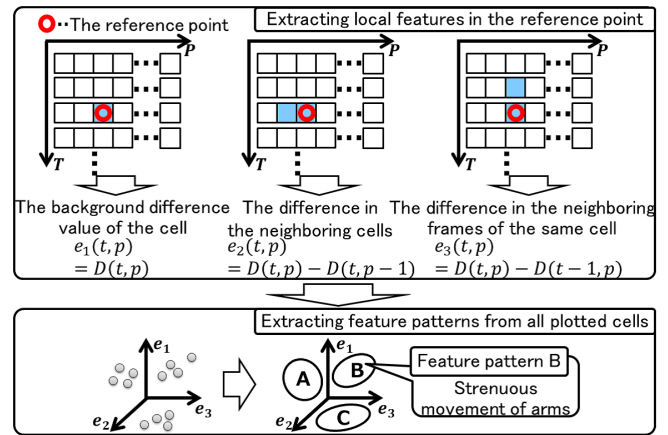 Extracting local features in the reference point
The reference point
P
P
P
T
T
T
The background difference
value of the cell
e₁(t, p)
= D(t, p)
The difference in
the neighboring cells
e₂(t, p)
= D(t, p) − D(t, p − 1)
The difference in the neighboring
frames of the same cell
e₃(t, p)
= D(t, p) − D(t − 1, p)
Extracting feature patterns from all plotted cells
e₁
e₂
e₃
e₁
e₂
e₃
A
B
C
Feature pattern B
Strenuous
movement of arms